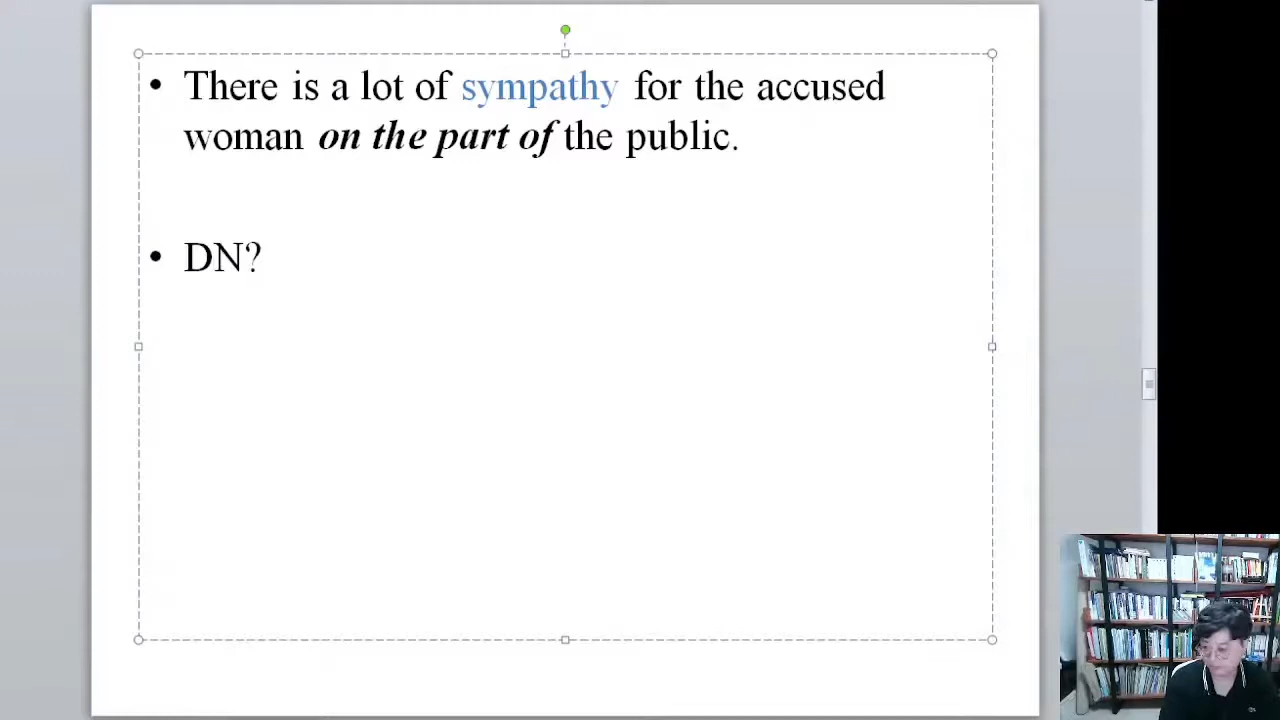 • There is a lot of sympathy for the accused
woman on the part of the public.
• DN?